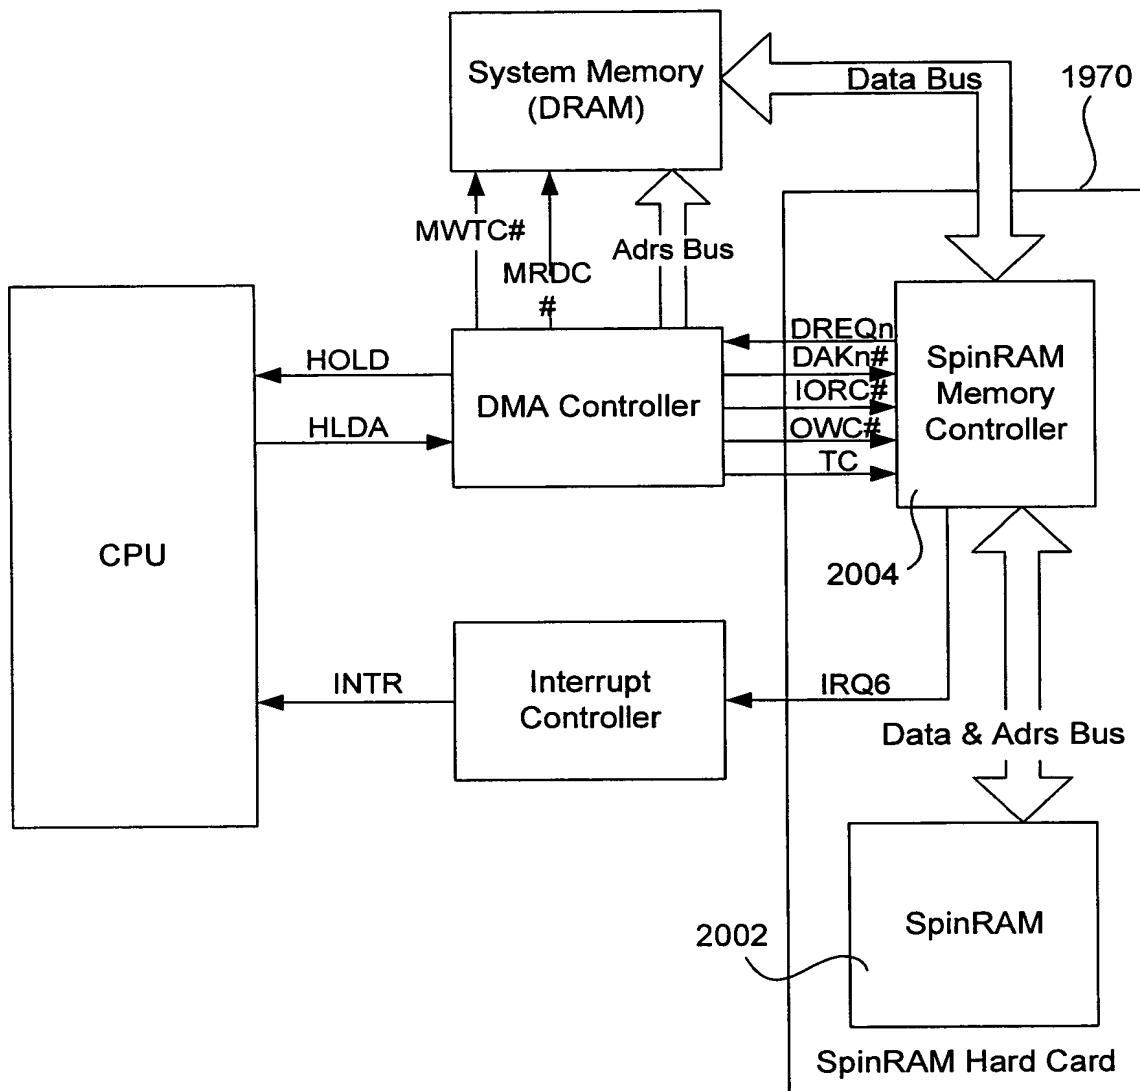 System Memory
(DRAM)
Data Bus
1970
MWTC#
MRDC
#
Adrs Bus
DREQn
DAKn#
IORC#
OWC#
TC
SpinRAM
Memory
Controller
HOLD
HLDA
DMA Controller
CPU
2004
INTR
Interrupt
Controller
IRQ6
Data & Adrs Bus
2002
SpinRAM
SpinRAM Hard Card